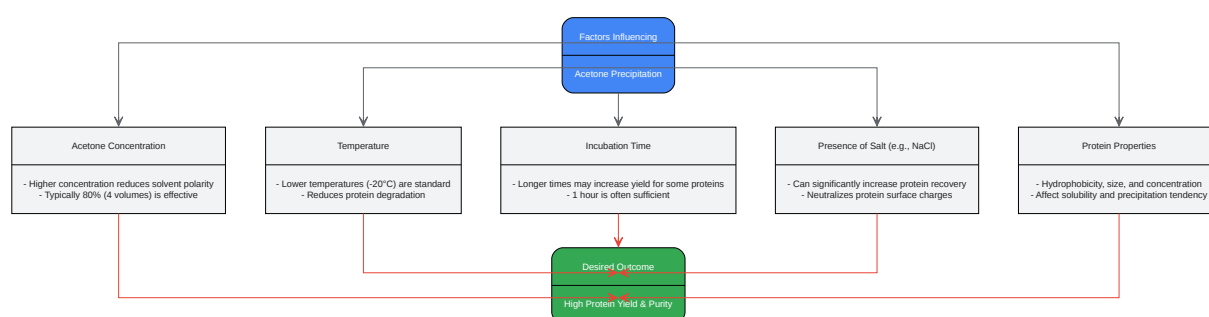 Factors Influencing
Acetone Precipitation
Acetone Concentration
- Higher concentration reduces solvent polarity
- Typically 80% (4 volumes) is effective
Temperature
- Lower temperatures (-20°C) are standard
- Reduces protein degradation
Incubation Time
- Longer times may increase yield for some proteins
- 1 hour is often sufficient
Presence of Salt (e.g., NaCl)
- Can significantly increase protein recovery
- Neutralizes protein surface charges
Protein Properties
- Hydrophobicity, size, and concentration
- Affect solubility and precipitation tendency
Desired Outcome
High Protein Yield & Purity